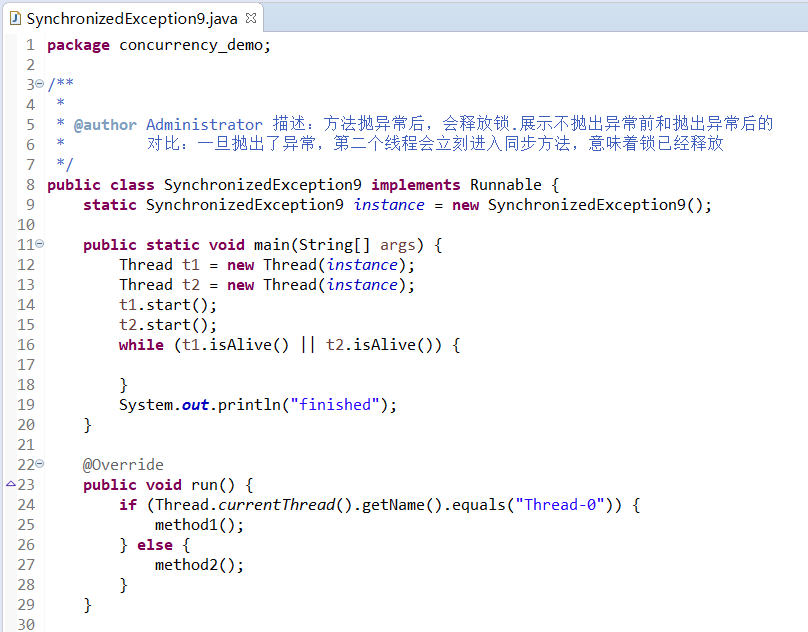 SynchronizedException9.java
1 package concurrency_demo;
2
3 /**
4  *
5  * @author Administrator 描述：方法抛异常后，会释放锁.展示不抛出异常前和抛出异常后的
6  *         对比：一旦抛出了异常，第二个线程会立刻进入同步方法，意味着锁已经释放
7  */
8 public class SynchronizedException9 implements Runnable {
9     static SynchronizedException9 instance = new SynchronizedException9();
10
11     public static void main(String[] args) {
12         Thread t1 = new Thread(instance);
13         Thread t2 = new Thread(instance);
14         t1.start();
15         t2.start();
16         while (t1.isAlive() || t2.isAlive()) {
17
18         }
19         System.out.println("finished");
20     }
21
22     @Override
23     public void run() {
24         if (Thread.currentThread().getName().equals("Thread-0")) {
25             method1();
26         } else {
27             method2();
28         }
29     }
30